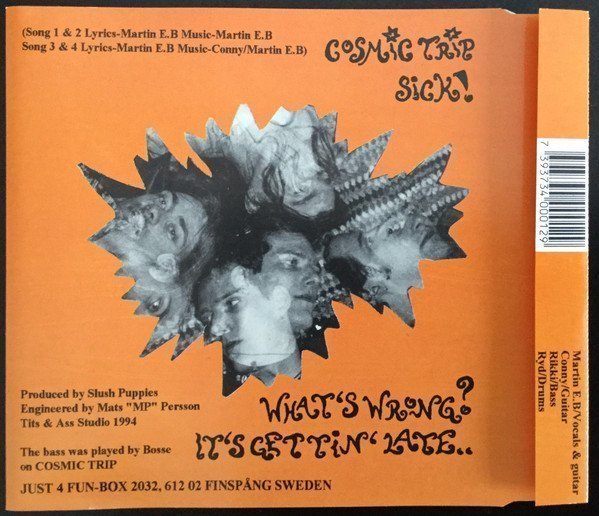 (Song 1 & 2 Lyrics-Martin E.B Music-Martin E.B
Song 3 & 4 Lyrics-Martin E.B Music-Conny/Martin E.B)
COSMiC TRiP
SiCK!
WHAT'S WRONG?
iT'S GETTiN' LATE..
Produced by Slush Puppies
Engineered by Mats "MP" Persson
Tits & Ass Studio 1994
The bass was played by Bosse
on COSMIC TRIP
JUST 4 FUN-BOX 2032, 612 02 FINSPÅNG SWEDEN
7 393734 000129
Martin E.B/Vocals & guitar
Conny/Guitar
Rikki/Bass
Ryd/Drums